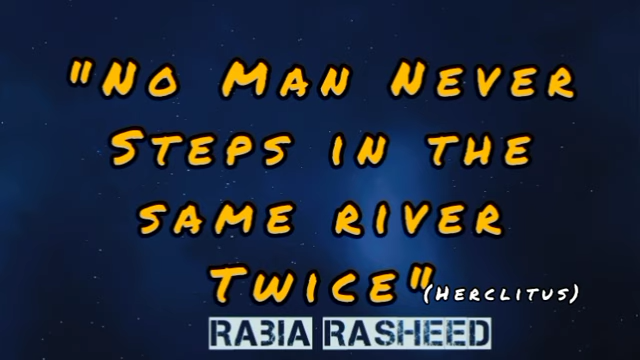 "No Man Never
Steps in the
same river
Twice"(Herclitus)
RABIA RASHEED